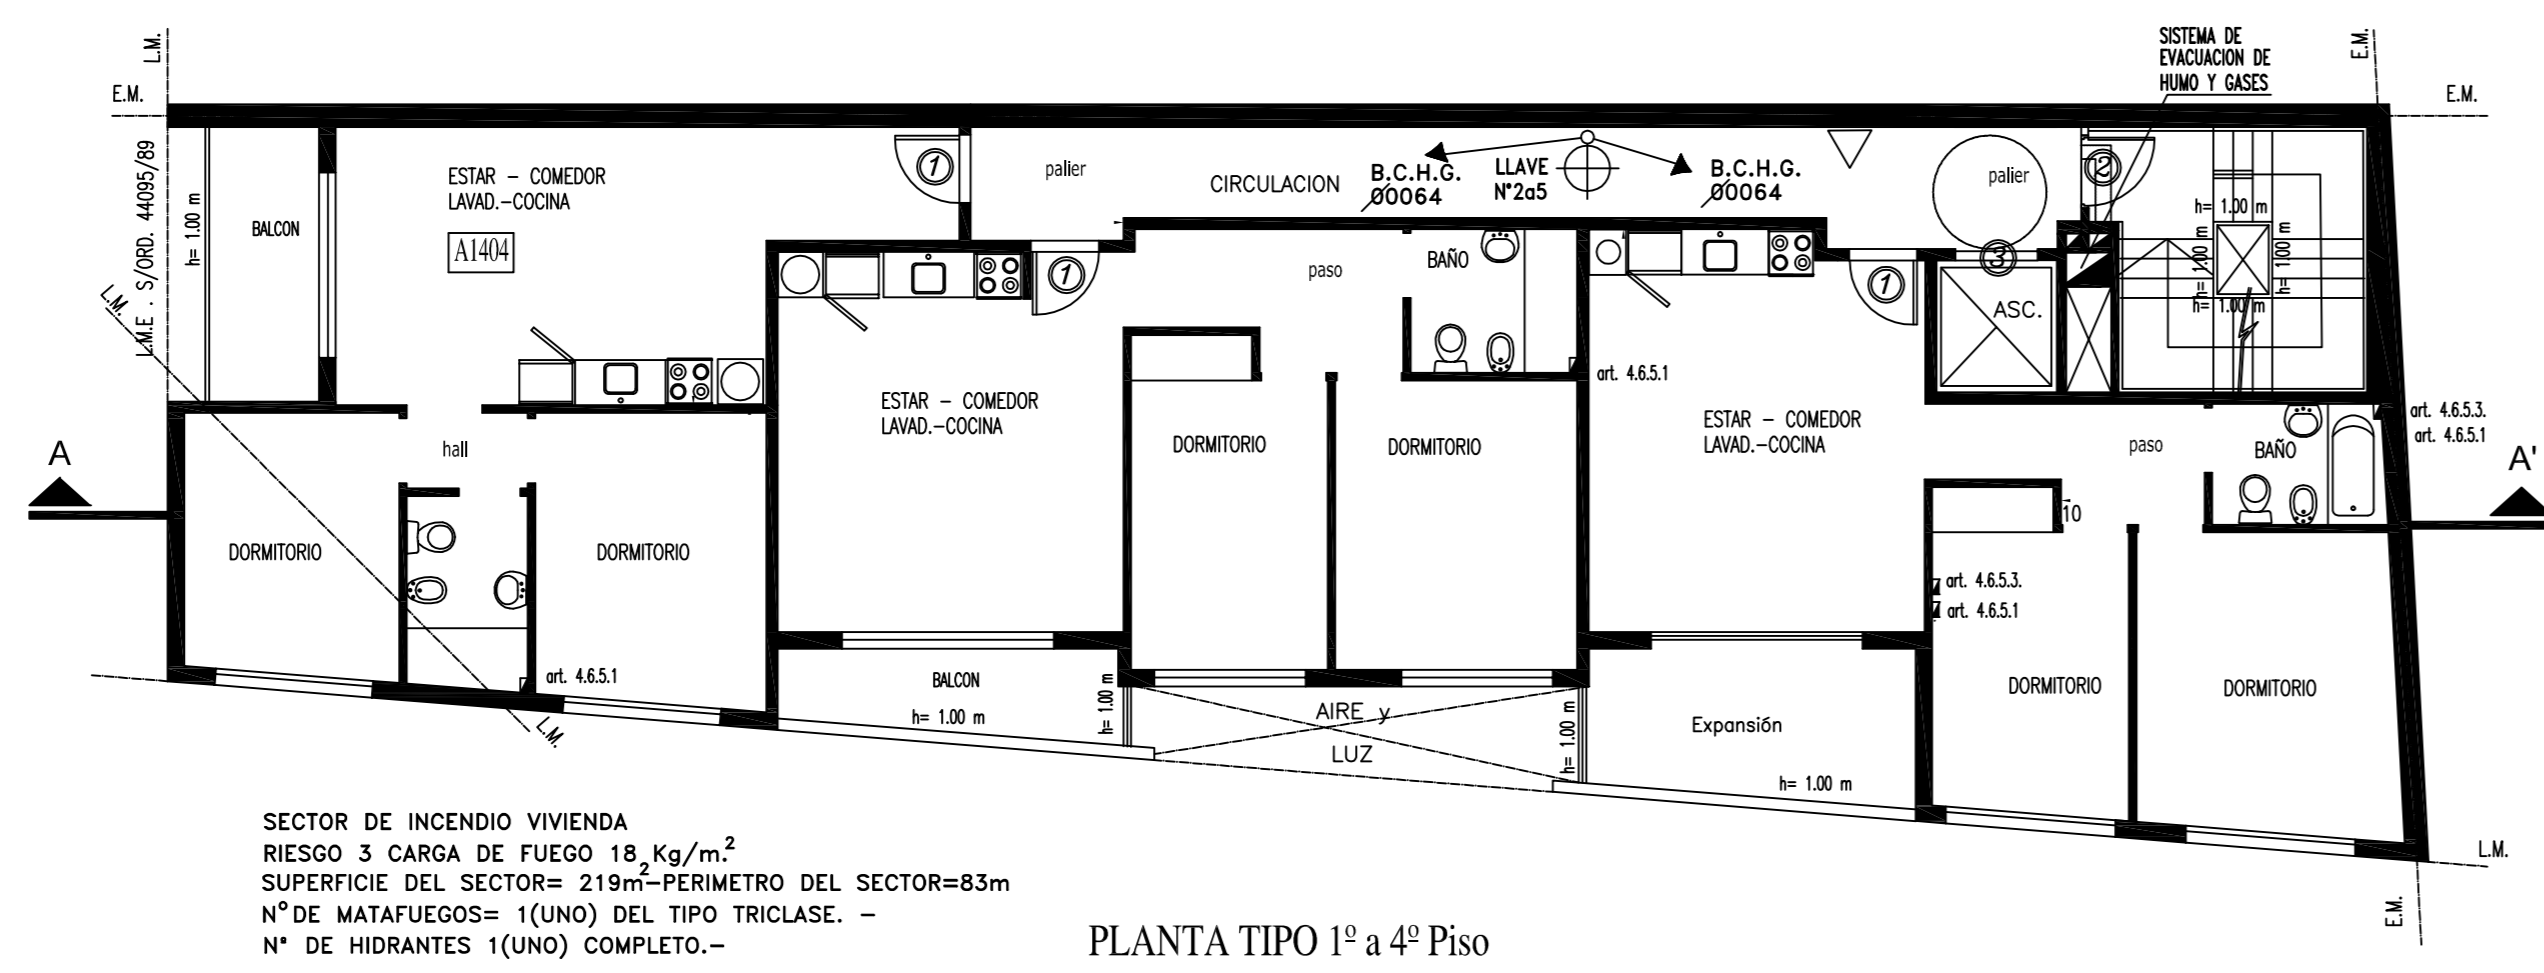 L.M.
E.M.
SISTEMA DE
EVACUACION DE
HUMO Y GASES
E.M.
E.M.
L.M.E . S/ORD. 44095/89
h= 1.00 m
BALCON
ESTAR - COMEDOR
LAVAD.-COCINA
A1404
1
palier
CIRCULACION
B.C.H.G.
00064
LLAVE
N°2a5
B.C.H.G.
00064
palier
2
h= 1.00 m
h= 1.00 m
h= 1.00 m
h= 1.00 m
L.M.
1
paso
BAÑO
1
3
ASC.
art. 4.6.5.1
ESTAR - COMEDOR
LAVAD.-COCINA
DORMITORIO
DORMITORIO
ESTAR - COMEDOR
LAVAD.-COCINA
paso
BAÑO
art. 4.6.5.3.
art. 4.6.5.1
A
hall
A'
10
DORMITORIO
DORMITORIO
art. 4.6.5.3.
art. 4.6.5.1
art. 4.6.5.1
L.M.
BALCON
h= 1.00 m
h= 1.00 m
AIRE y
LUZ
h= 1.00 m
Expansión
h= 1.00 m
DORMITORIO
DORMITORIO
L.M.
E.M.
SECTOR DE INCENDIO VIVIENDA
RIESGO 3 CARGA DE FUEGO 18 Kg/m.²
SUPERFICIE DEL SECTOR= 219m²-PERIMETRO DEL SECTOR=83m
N° DE MATAFUEGOS= 1(UNO) DEL TIPO TRICLASE. -
Nª DE HIDRANTES 1(UNO) COMPLETO.-
PLANTA TIPO 1º a 4º Piso